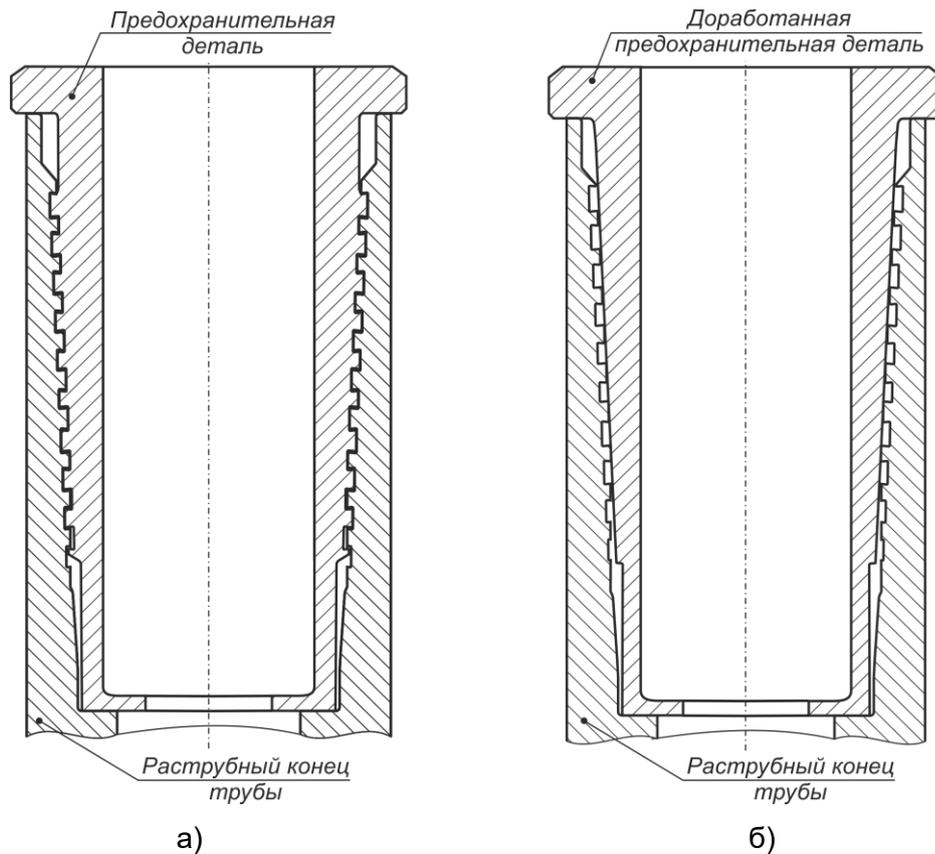 Предохранительная
деталь
Доработанная
предохранительная деталь
Раструбный конец
трубы
Раструбный конец
трубы
а)
б)